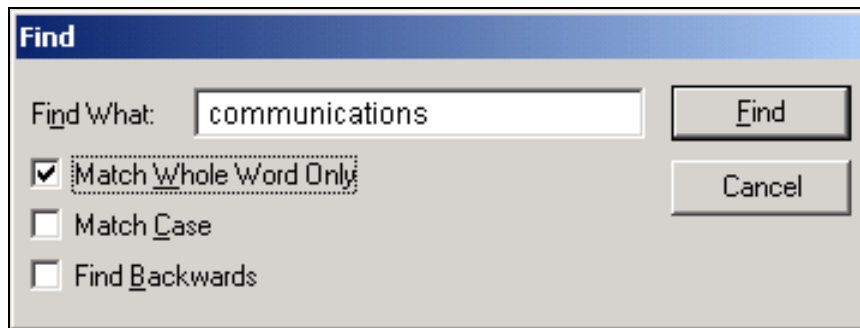 Find
Find What: communications Find
Match Whole Word Only
Cancel
Match Case
Find Backwards